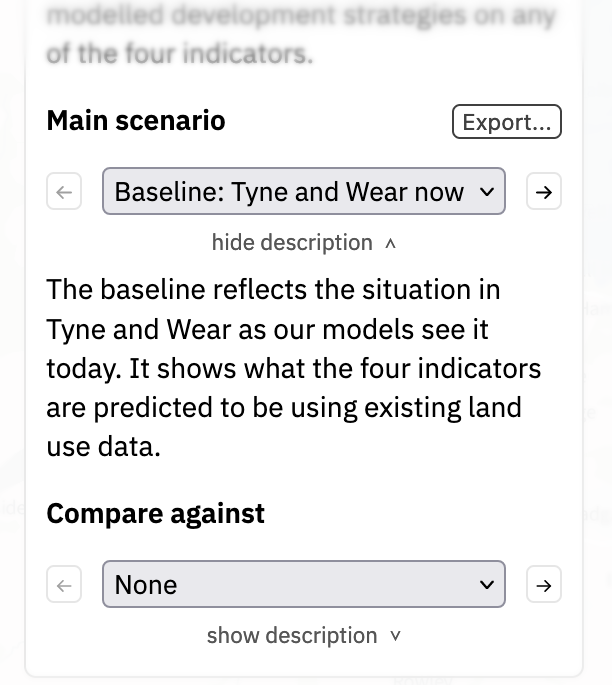 modelled development strategies on any
of the four indicators.
Main scenario
Export...
← Baseline: Tyne and Wear now →
hide description ^
The baseline reflects the situation in
Tyne and Wear as our models see it
today. It shows what the four indicators
are predicted to be using existing land
use data.
Compare against
← None →
show description v